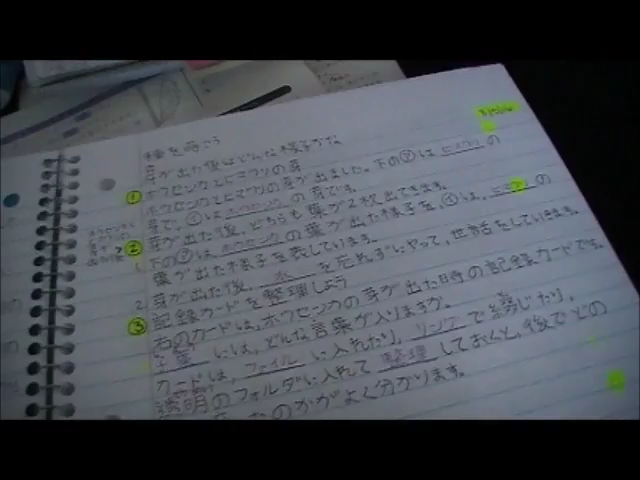 種をまこう
芽が出た後はどんな様子かな
① ホウセンカとヒマワリの芽
ホウセンカとヒマワリの芽が出ました。下の㋐は ヒマワリ の
芽で、①は ホウセンカ の芽です。
② 芽が出た後、どちらも葉が2枚出てきます。
下の㋐は、ホウセンカ の葉が出た様子を、①は、ヒマワリ の
葉が出た様子を表しています。
1. 芽が出た後、 水 を忘れずにやって、世話をしていきます。
2. 記録カードを整理しよう
③ 右のカードは、ホウセンカの芽が出た時の記録カードです。
子葉 には、どんな言葉が入りますか。
カードは、ファイル に入れたり、リング で綴じたり、
透明のフォルダに入れて 整理 しておくと、後でどの
たのかがよく分かります。